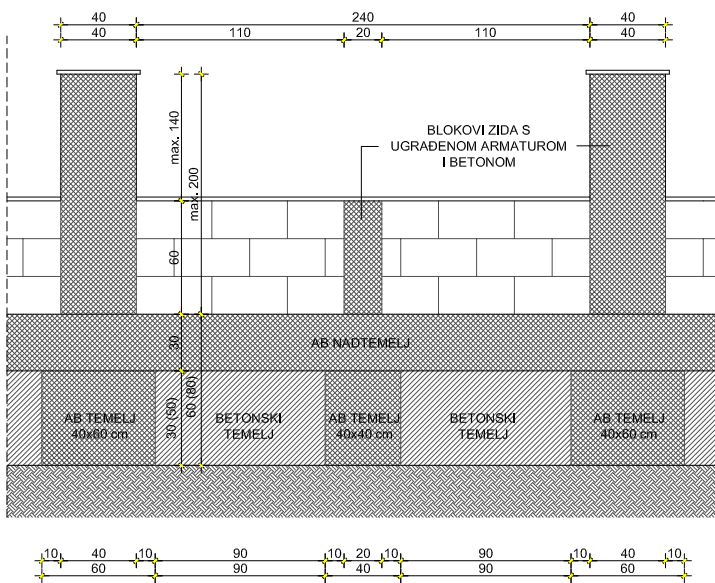 40 240 40
40 110 20 110 40
max. 140
max. 200
BLOKOVI ZIDA S
UGRAĐENOM ARMATUROM
I BETONOM
60
30
AB NADTEMELJ
30 (50)
60 (80)
AB TEMELJ
40x60 cm
BETONSKI
TEMELJ
AB TEMELJ
40x40 cm
BETONSKI
TEMELJ
AB TEMELJ
40x60 cm
10 40 10 90 10 20 10 90 10 40 10
60 90 40 90 60